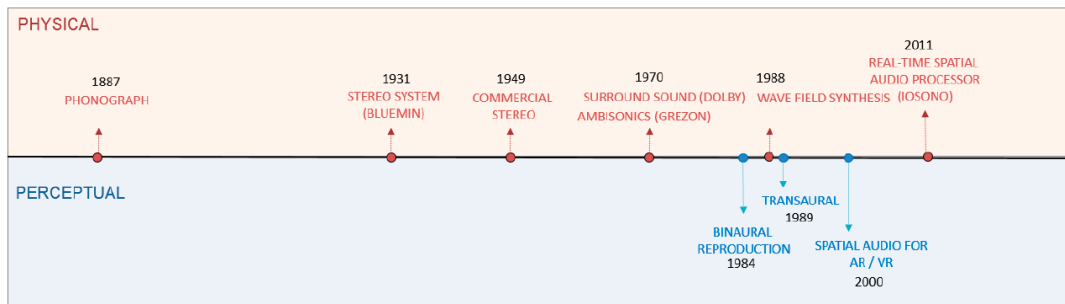 PHYSICAL
1887
PHONOGRAPH
1931
STEREO SYSTEM
(BLUEMIN)
1949
COMMERCIAL
STEREO
1970
SURROUND SOUND (DOLBY)
AMBISONICS (GREZON)
1988
WAVE FIELD SYNTHESIS
2011
REAL-TIME SPATIAL
AUDIO PROCESSOR
(IOSONO)
PERCEPTUAL
BINAURAL
REPRODUCTION
1984
TRANSAURAL
1989
SPATIAL AUDIO FOR
AR / VR
2000